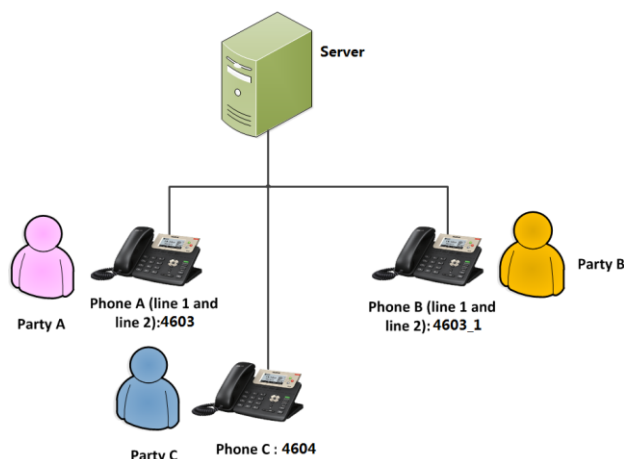 Server
Party A
Phone A (line 1 and
line 2):4603
Phone B (line 1 and
line 2): 4603_1
Party B
Party C
Phone C : 4604